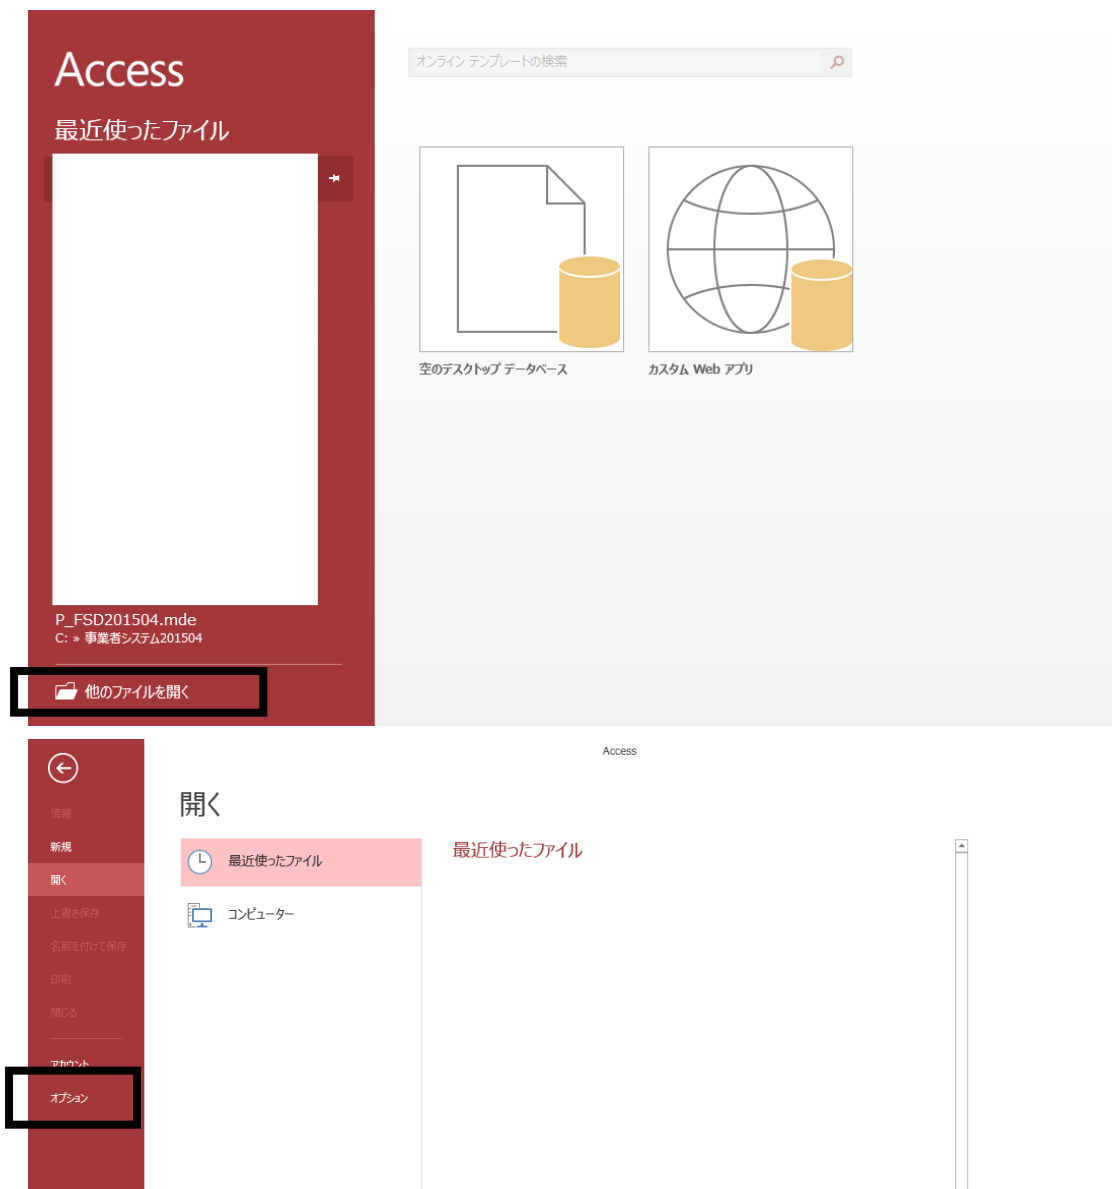 Access
最近使ったファイル
オンライン テンプレートの検索
空のデスクトップ データベース
カスタム Web アプリ
P_FSD201504.mde
C: » 事業者システム201504
他のファイルを開く
Access
開く
情報
新規
開く
上書き保存
名前を付けて保存
印刷
閉じる
アカウント
オプション
最近使ったファイル
コンピューター
最近使ったファイル